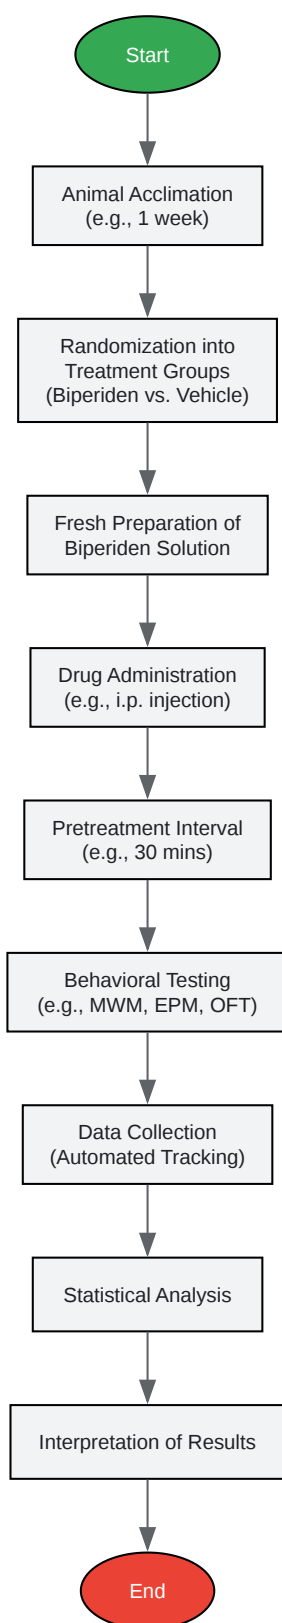 Start
Animal Acclimation
(e.g., 1 week)
Randomization into
Treatment Groups
(Biperiden vs. Vehicle)
Fresh Preparation of
Biperiden Solution
Drug Administration
(e.g., i.p. injection)
Pretreatment Interval
(e.g., 30 mins)
Behavioral Testing
(e.g., MWM, EPM, OFT)
Data Collection
(Automated Tracking)
Statistical Analysis
Interpretation of Results
End